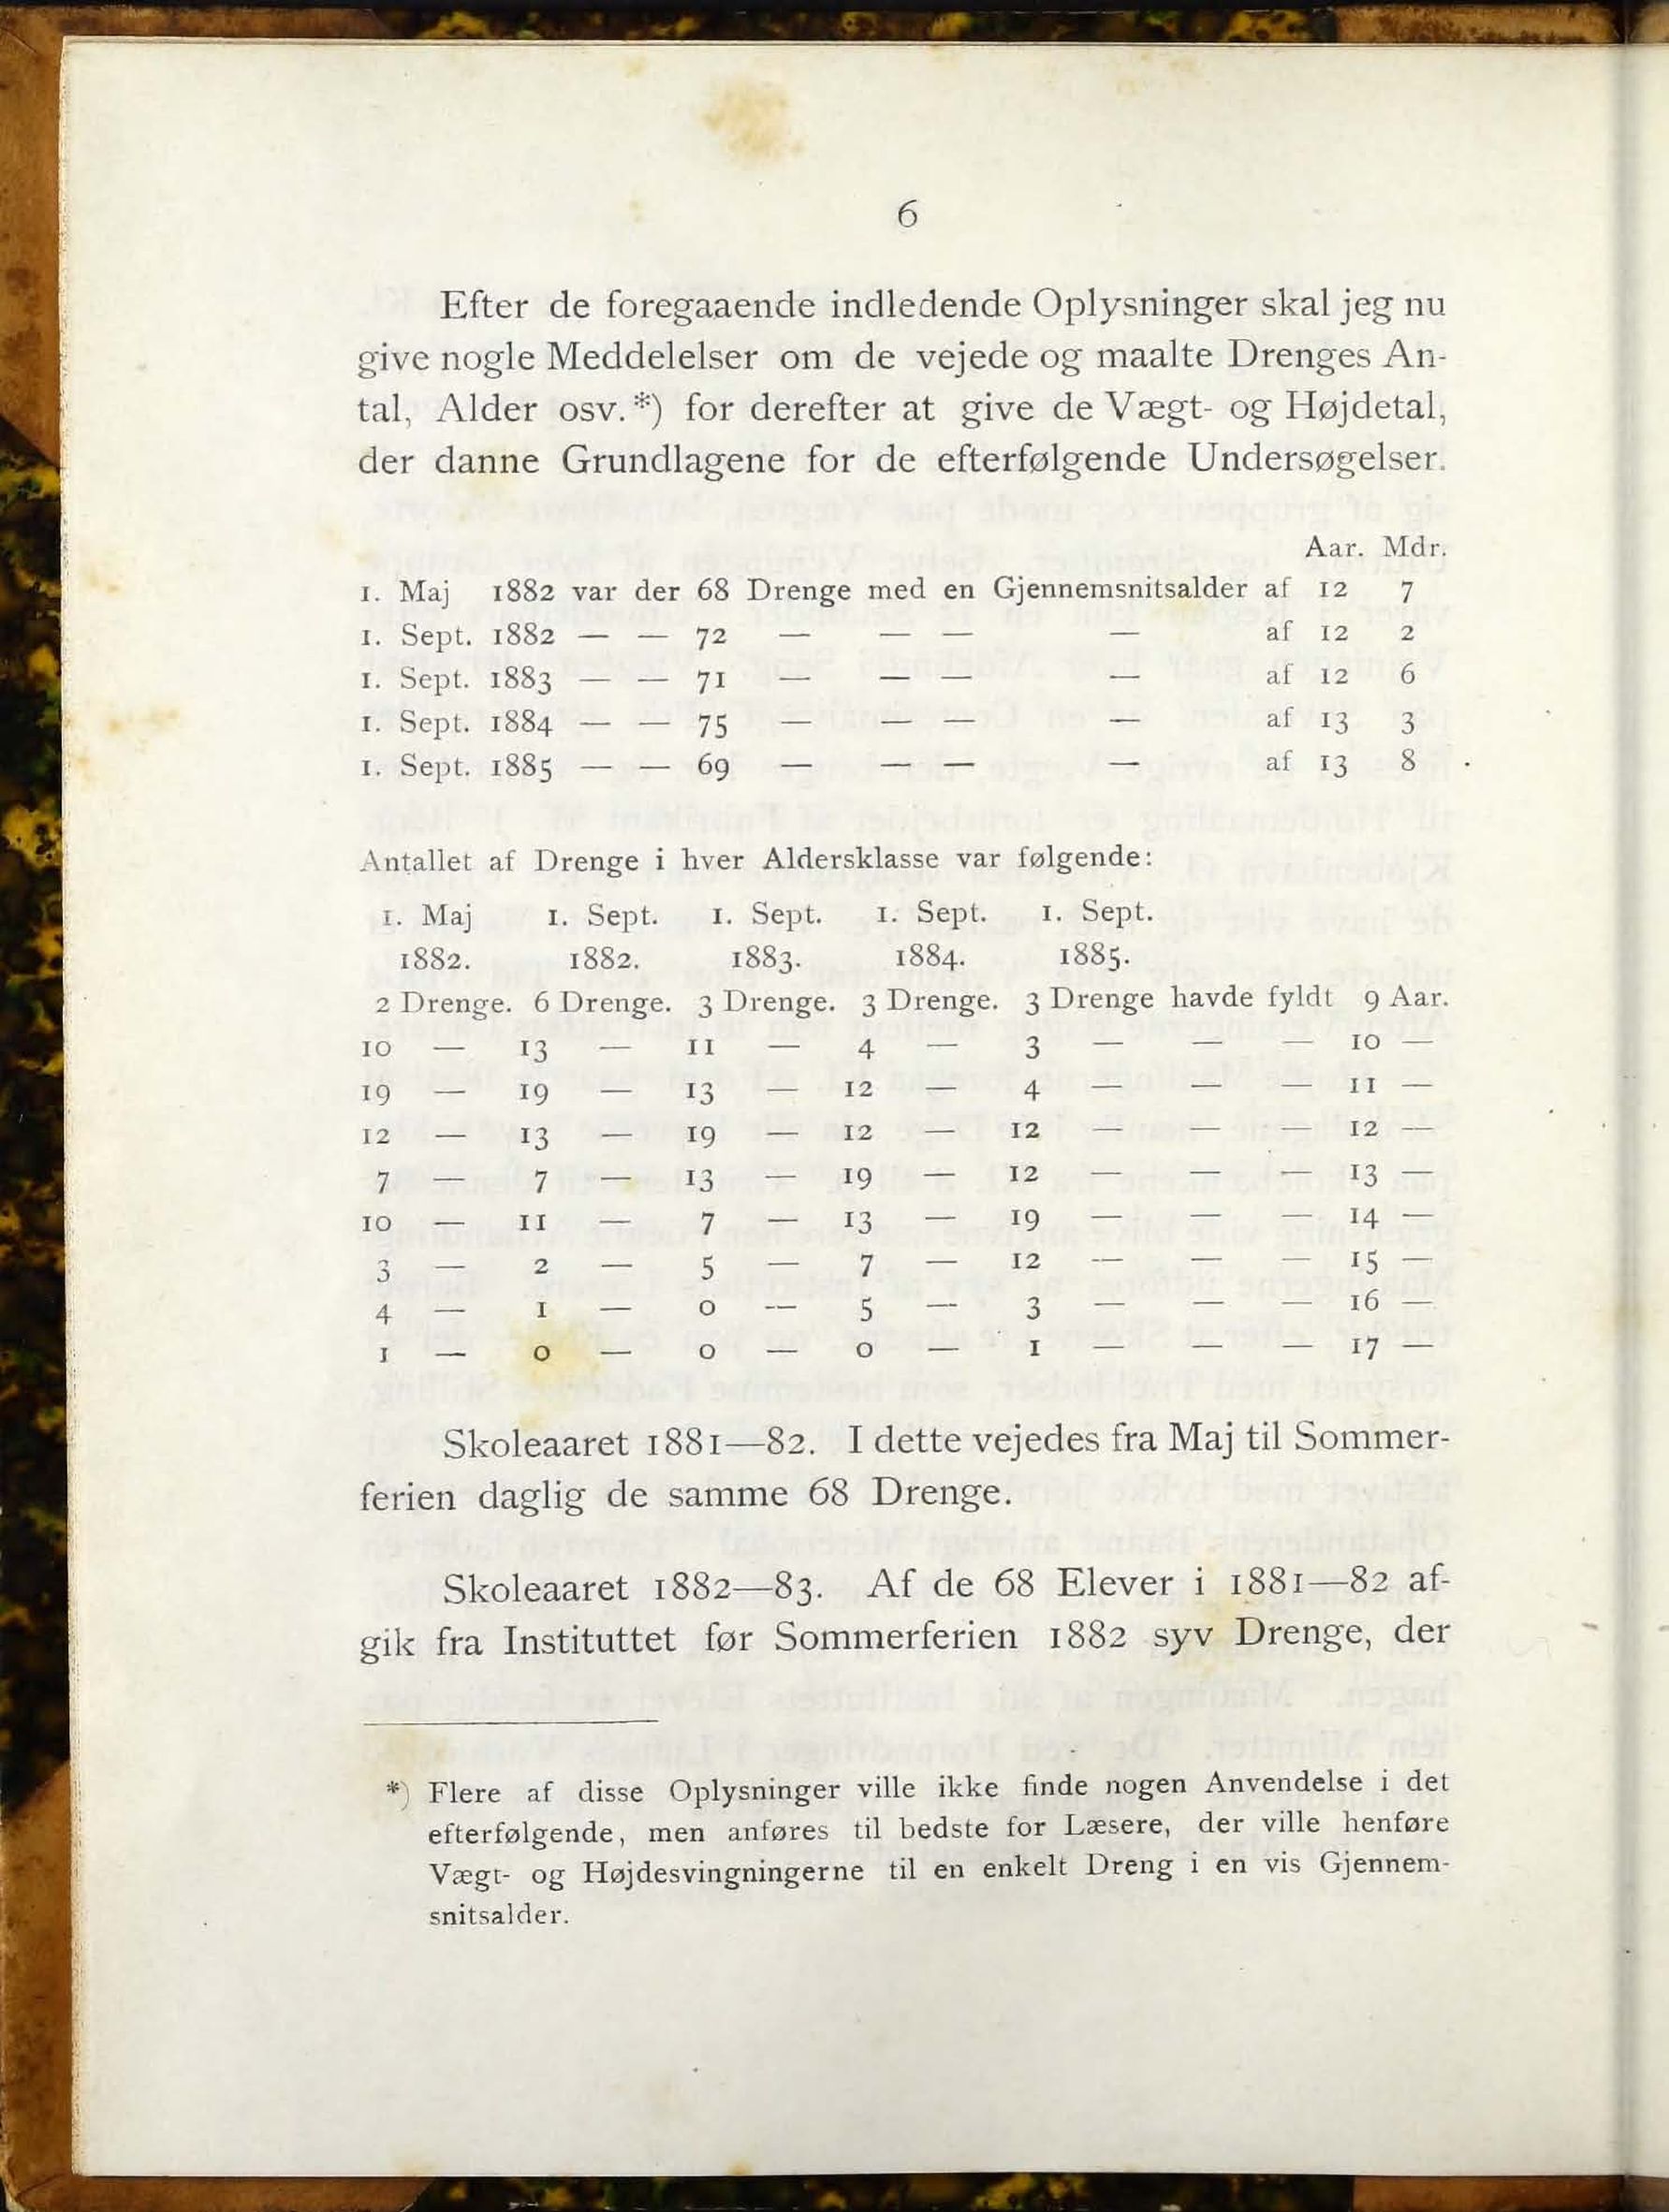 6
Efter de foregaaende indledende Oplysninger skal jeg nu
give nogle Meddelelser om de vejede og maalte Drenges An-
tal, Alder osv.*) for derefter at give de Vægt- og Højdetal,
der danne Grundlagene for de efterfølgende Undersøgelser.
Aar. Mdr.
1. Maj 1882 var der 68 Drenge med en Gjennemsnitsalder af 12 7
1. Sept. 1882 — — 72 — — — — af 12 2
1. Sept. 1883 — — 71 — — — — af 12 6
1. Sept. 1884 — — 75 — — — — af 13 3
1. Sept. 1885 — — 69 — — — — af 13 8
Antallet af Drenge i hver Aldersklasse var følgende:
1. Maj 1. Sept. 1. Sept. 1. Sept. 1. Sept.
1882. 1882. 1883. 1884. 1885.
2 Drenge. 6 Drenge. 3 Drenge. 3 Drenge. 3 Drenge havde fyldt 9 Aar.
10 — 13 — 11 — 4 — 3 — — — 10 —
19 — 19 — 13 — 12 — 4 — — — 11 —
12 — 13 — 19 — 12 — 12 — — — 12 —
7 — 7 — 13 — 19 — 12 — — — 13 —
10 — 11 — 7 — 13 — 19 — — — 14 —
3 — 2 — 5 — 7 — 12 — — — 15 —
4 — 1 — 0 — 5 — 3 — — — 16 —
1 — 0 — 0 — 0 — 1 — — — 17 —
Skoleaaret 1881—82. I dette vejedes fra Maj til Sommer-
ferien daglig de samme 68 Drenge.
Skoleaaret 1882—83. Af de 68 Elever i 1881—82 af-
gik fra Instituttet før Sommerferien 1882 syv Drenge, der
*) Flere af disse Oplysninger ville ikke finde nogen Anvendelse i det
efterfølgende, men anføres til bedste for Læsere, der ville henføre
Vægt- og Højdesvingningerne til en enkelt Dreng i en vis Gjennem-
snitsalder.